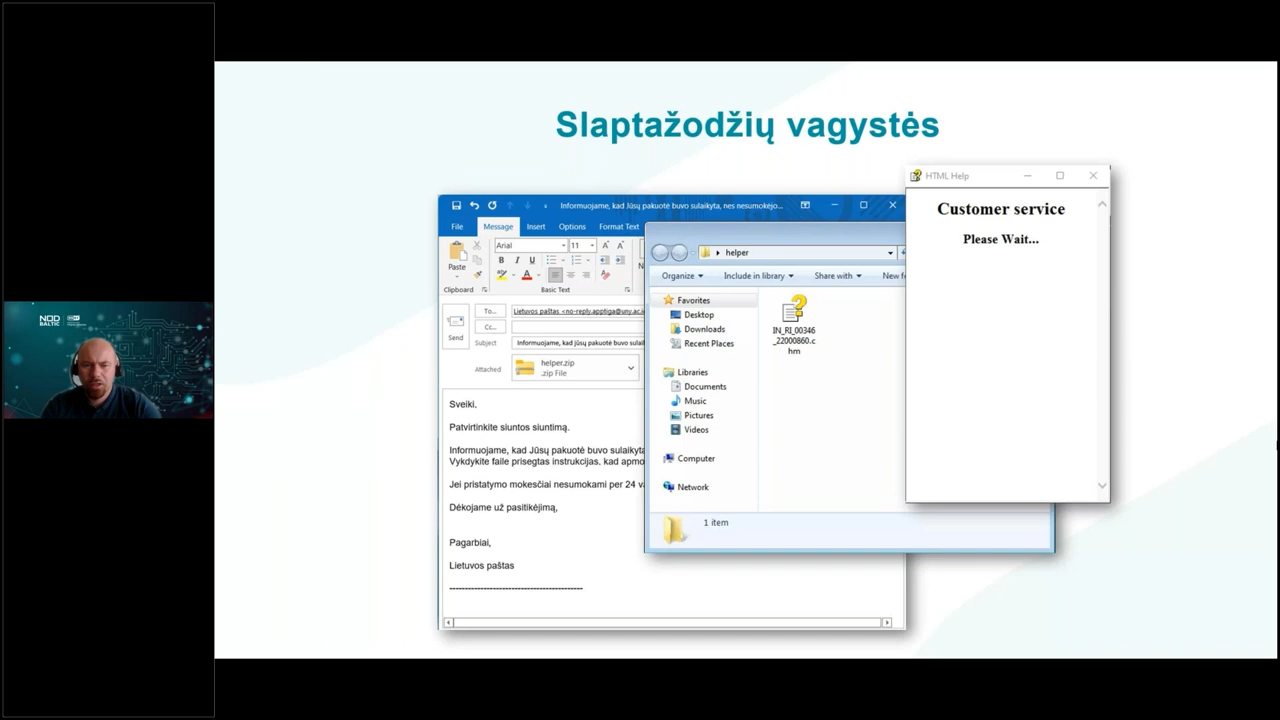 Slaptažodžių vagystės
NOD
BALTIC
Informuojame, kad Jūsų pakuotė buvo sulaikyta, nes nesumokėjo...
File Message Insert Options Format Text
Arial 11
Paste
B I U
Clipboard Basic Text
To... Lietuvos paštas <no-reply.apptiga@uny.ac.i
Cc...
Send
Subject Informuojame, kad jūsų pakuotė buvo sulai
Attached helper.zip
.zip File
Sveiki,
Patvirtinkite siuntos siuntimą.
Informuojame, kad Jūsų pakuotė buvo sulaikyta
Vykdykite faile prisegtas instrukcijas. kad apmo
Jei pristatymo mokesčiai nesumokami per 24 va
Dėkojame už pasitikėjimą,
Pagarbiai,
Lietuvos paštas
helper
Organize Include in library Share with New f
Favorites
Desktop
Downloads
Recent Places
Libraries
Documents
Music
Pictures
Videos
Computer
Network
IN_RI_00346
_22000860.c
hm
1 item
HTML Help
Customer service
Please Wait...